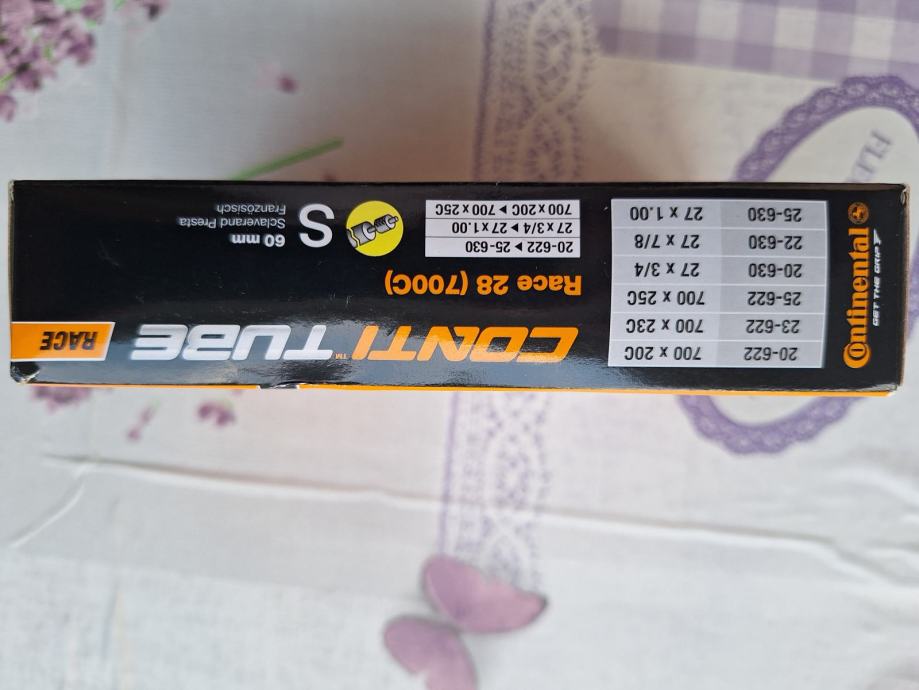 Continental
GET THE GRIP
20-622 700 x 20C
23-622 700 x 23C
25-622 700 x 25C
20-630 27 x 3/4
22-630 27 x 7/8
25-630 27 x 1.00
CONTI TUBE
™
RACE
Race 28 (700C)
20-622 ▶ 25-630
27 x 3/4 ▶ 27 x 1.00
700 x 20C ▶ 700 x 25C
S
60 mm
Sclaverand Presta
Französisch